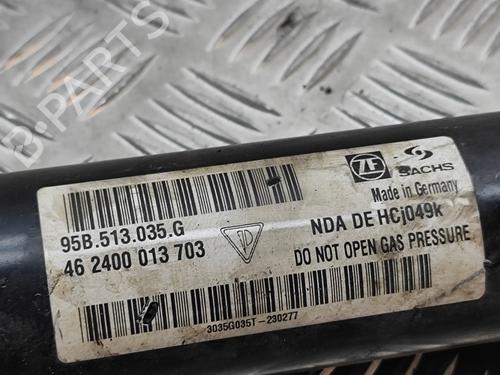 B-Parts
ZF
SACHS
Made in Germany
95B.513.035.G
NDA DE HCj049k
46 2400 013 703
DO NOT OPEN GAS PRESSURE
3035G035T-230277